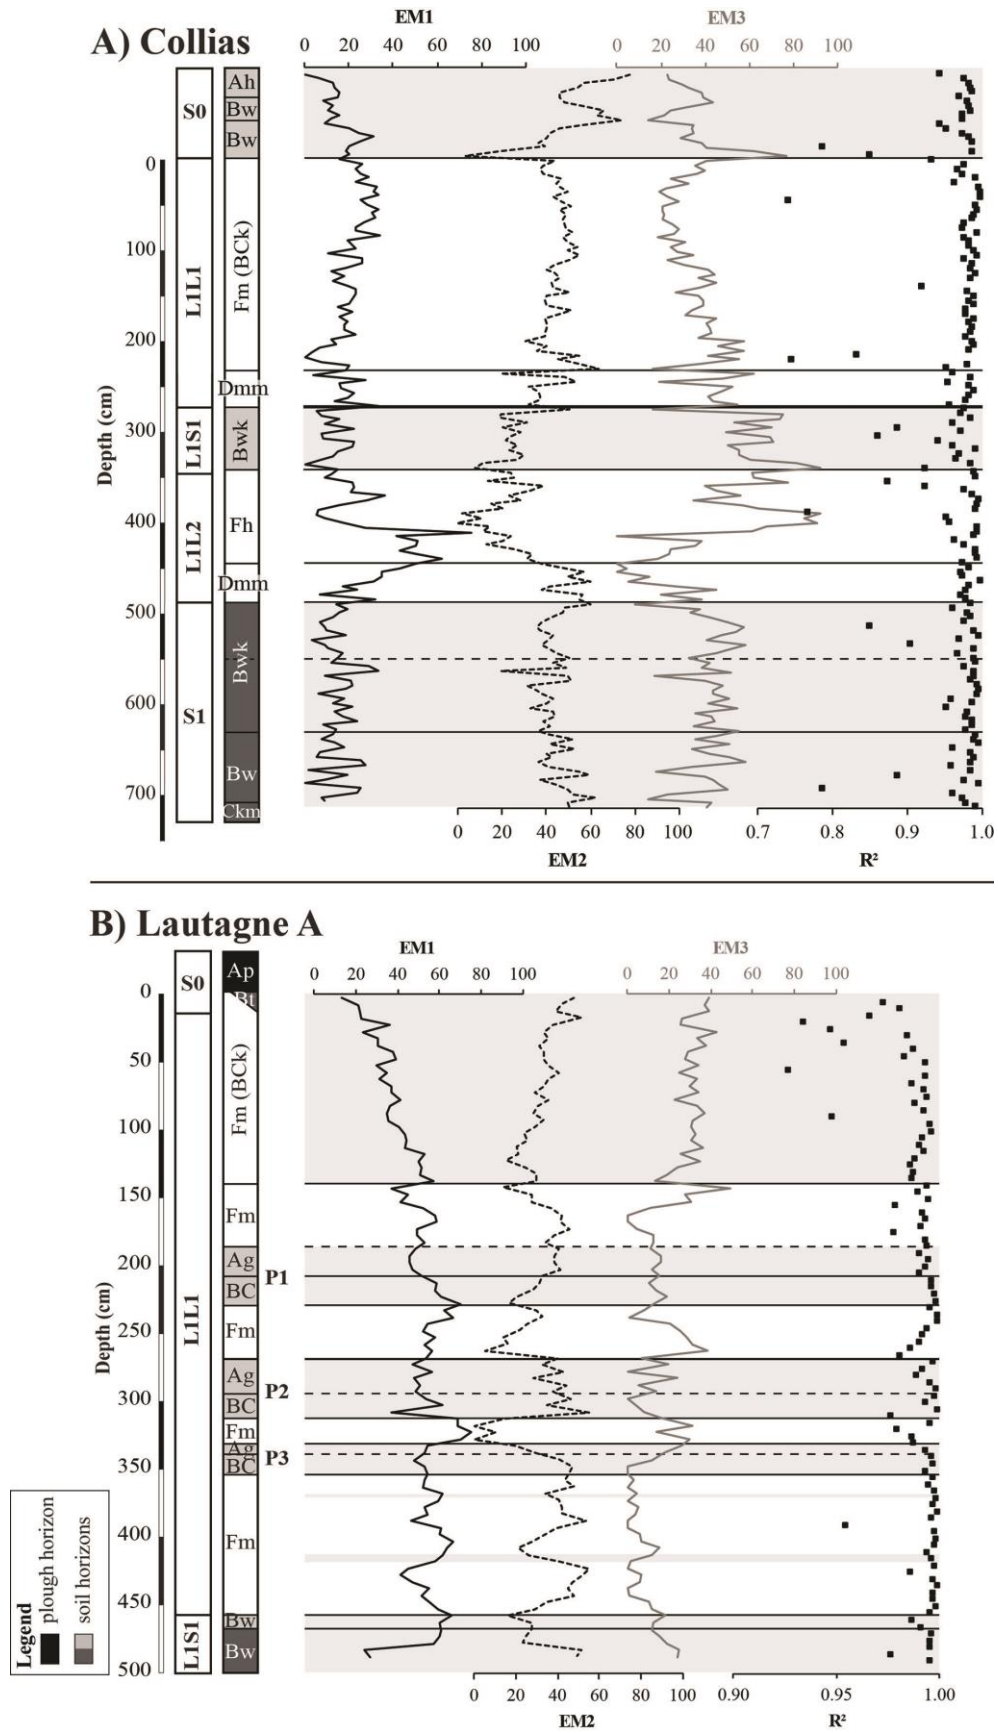 A) Collias
EM1
EM3
0 20 40 60 80 100
0 20 40 60 80 100
S0
L1L1
L1S1
L1L2
S1
Ah
Bw
Bw
Fm (BCk)
Dmm
Bwk
Fh
Dmm
Bwk
Bw
Ckm
Depth (cm)
0
100
200
300
400
500
600
700
0 20 40 60 80 100
0.7 0.8 0.9 1.0
EM2
R²
B) Lautagne A
EM1
EM3
0 20 40 60 80 100
0 20 40 60 80 100
S0
L1L1
L1S1
Ap
Bt
Fm (BCk)
Fm
Ag
BC
P1
Fm
Ag
P2
BC
Fm
Ag
P3
BC
Fm
Bw
Bw
Depth (cm)
0
50
100
150
200
250
300
350
400
450
500
0 20 40 60 80 100
0.90 0.95 1.00
EM2
R²
Legend
plough horizon
soil horizons